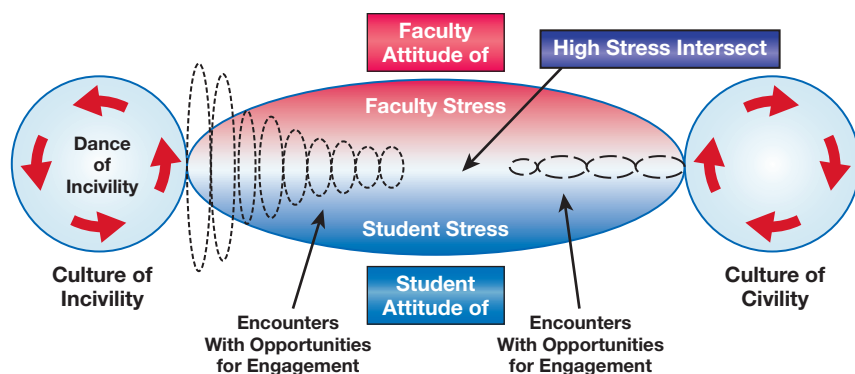 Faculty
Attitude of
High Stress Intersect
Faculty Stress
Dance
of
Incivility
Student Stress
Culture of
Incivility
Student
Attitude of
Culture of
Civility
Encounters
With Opportunities
for Engagement
Encounters
With Opportunities
for Engagement